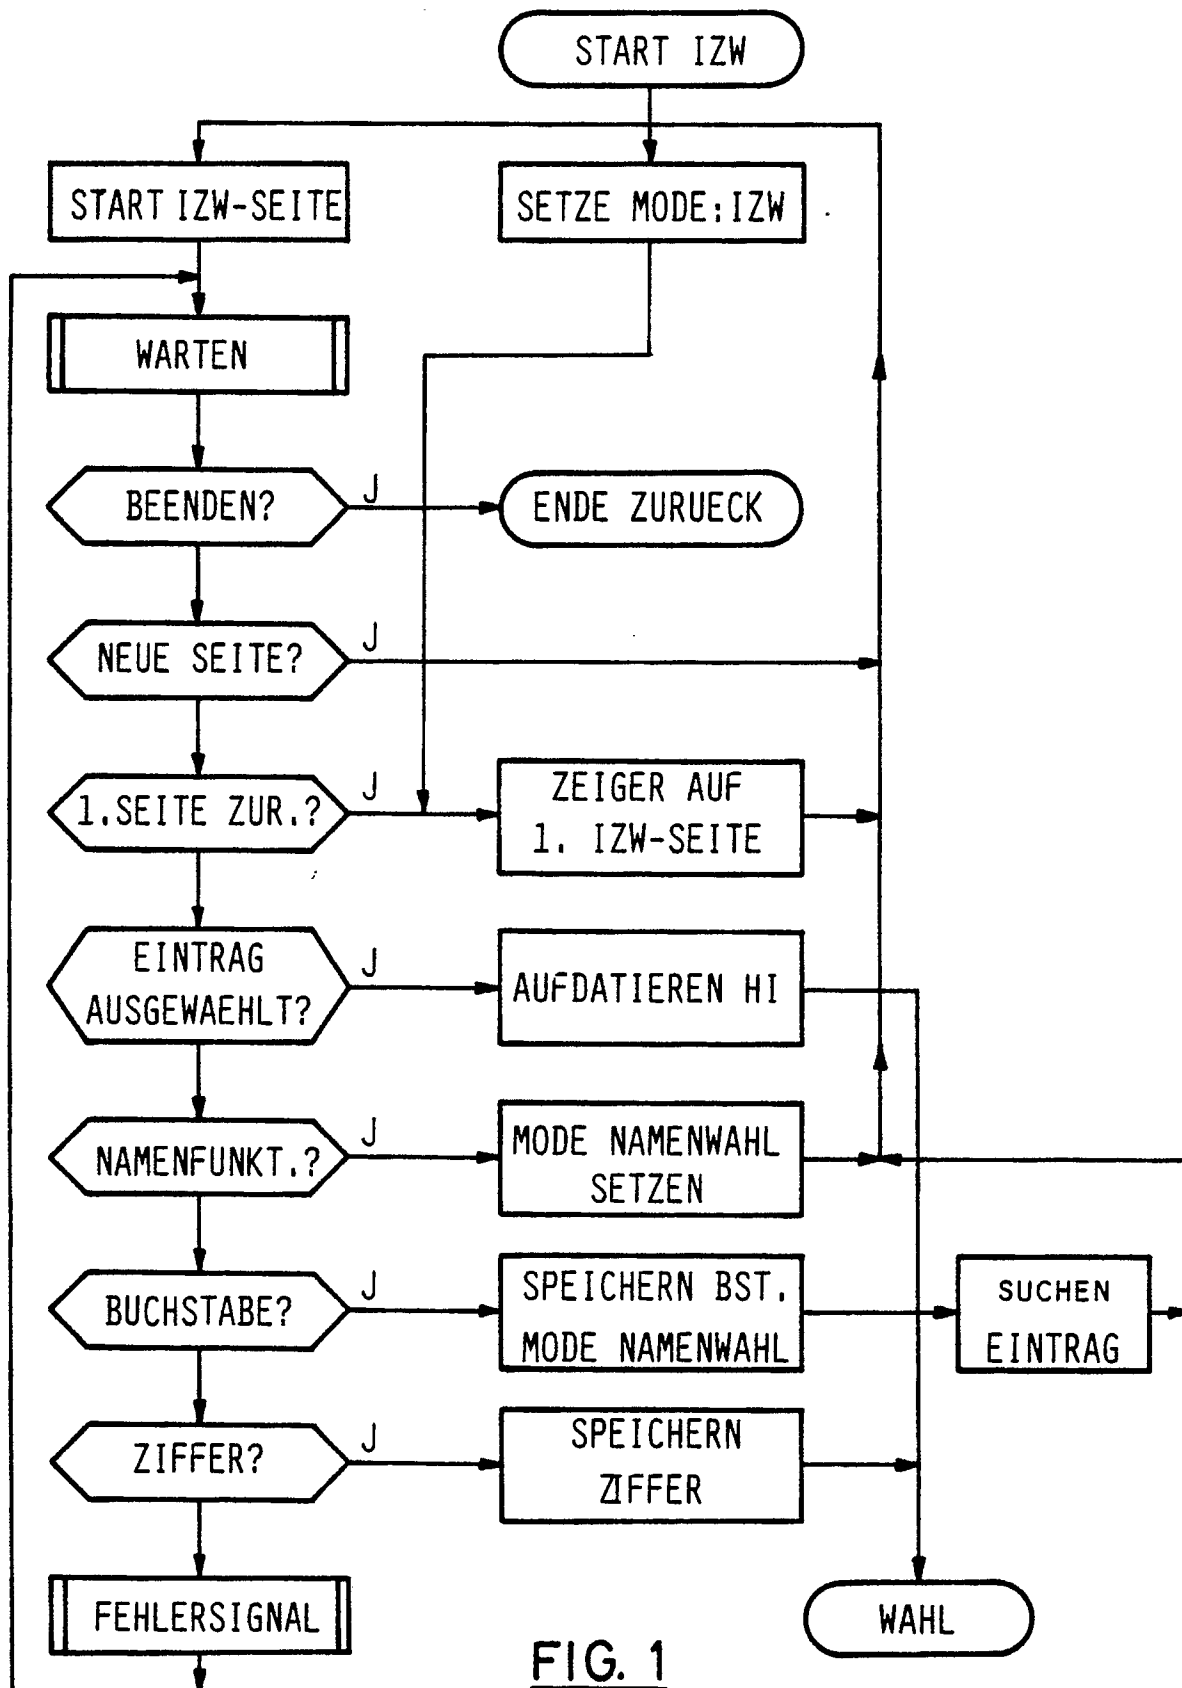 START IZW
START IZW-SEITE
SETZE MODE:IZW
WARTEN
BEENDEN?
J
ENDE ZURUECK
NEUE SEITE?
J
1.SEITE ZUR.?
J
ZEIGER AUF
1. IZW-SEITE
EINTRAG
AUSGEWAEHLT?
J
AUFDATIEREN HI
NAMENFUNKT.?
J
MODE NAMENWAHL
SETZEN
BUCHSTABE?
J
SPEICHERN BST.
MODE NAMENWAHL
SUCHEN
EINTRAG
ZIFFER?
J
SPEICHERN
ZIFFER
FEHLERSIGNAL
WAHL
FIG. 1